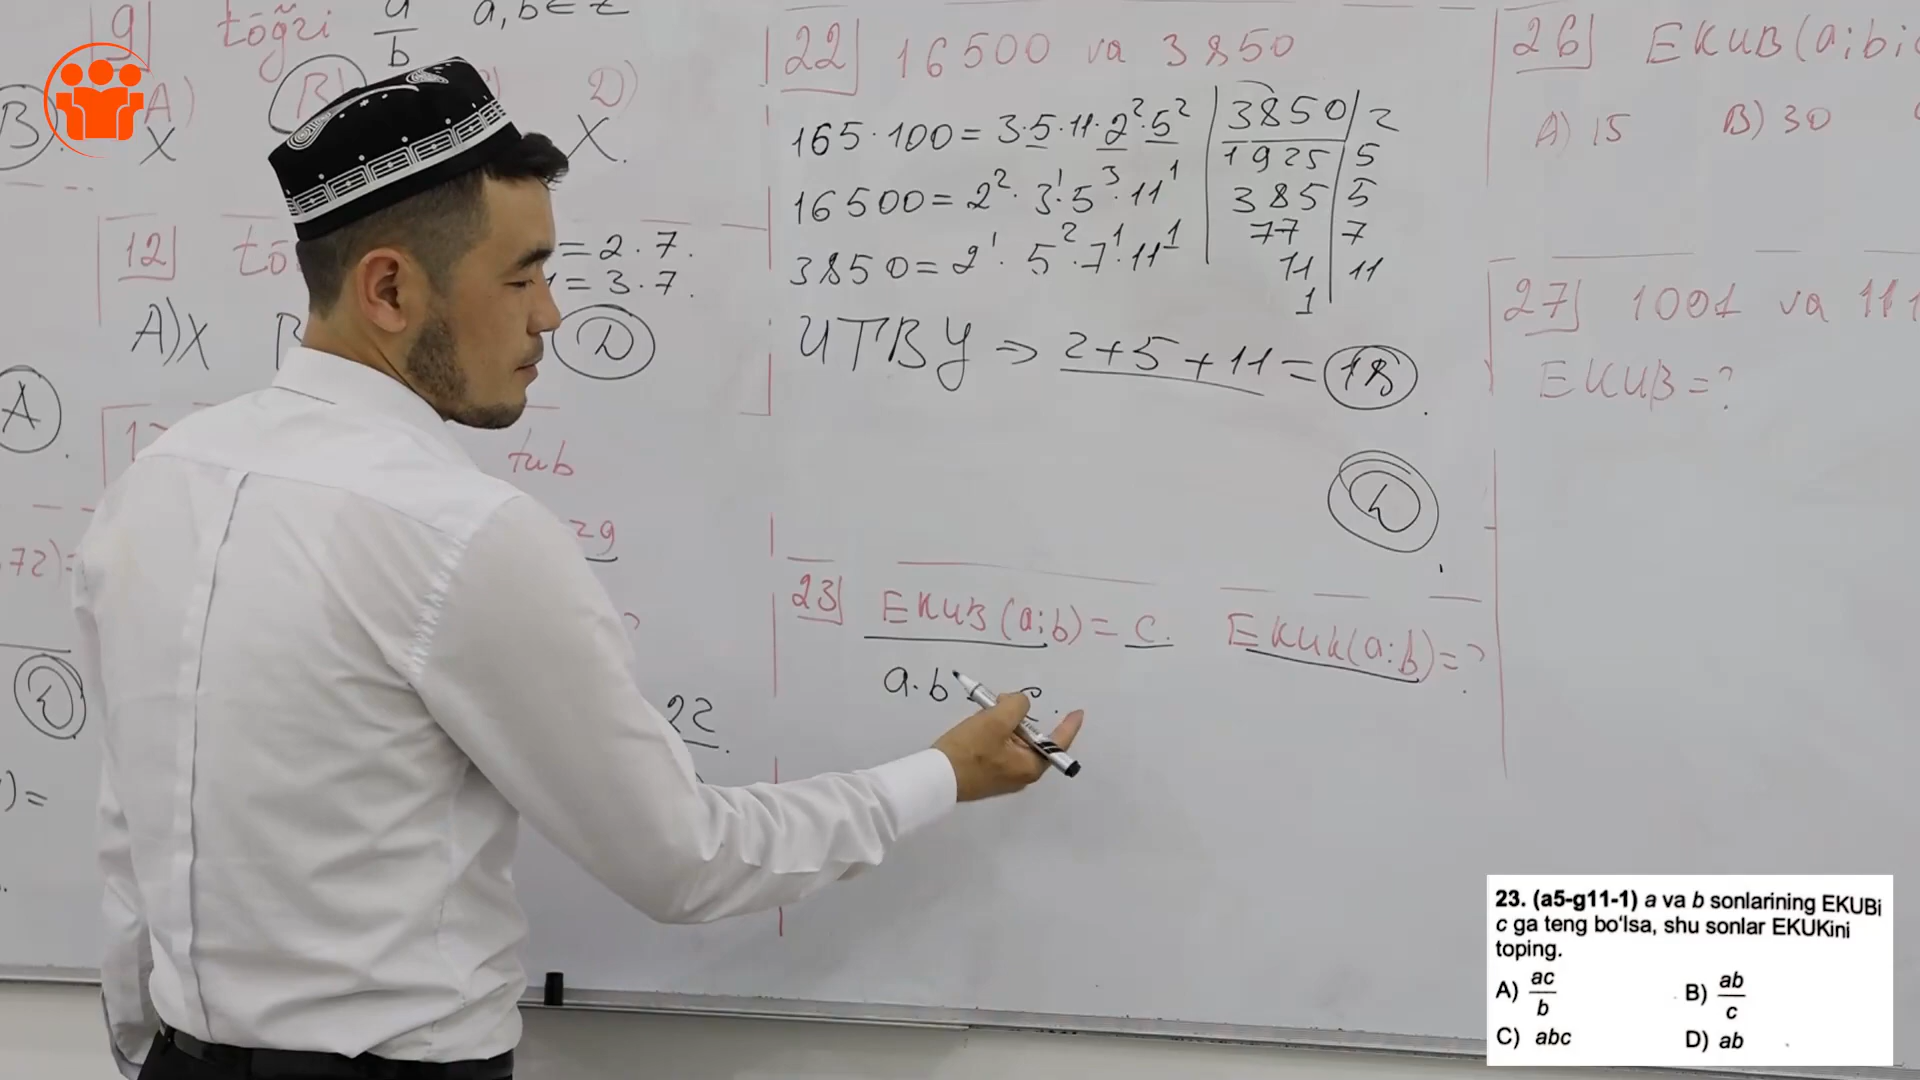 9 tõg̃ri a/b a,b∈Z
A) B) D)
B X X.
12 tõ = 2·7.
= 3·7.
A)X D
A
tub
72)=
29
22
)=
22 16500 va 3850
165·100 = 3·5·11·2²·5²
16500 = 2²·3¹·5³·11¹
3850 = 2¹·5²·7¹·11¹
3850 2
1925 5
385 5
77 7
11 11
1
UTBY ⇒ 2+5+11 = 18
23 EKUB(a;b) = c. EKUK(a;b)=?
a·b = c
26 EKUB(a;b;
A) 15 B) 30
27 1001 va 11
EKUB=?
23. (a5-g11-1) a va b sonlarining EKUBi
c ga teng bo'lsa, shu sonlar EKUKini
toping.
A) ac/b B) ab/c
C) abc D) ab